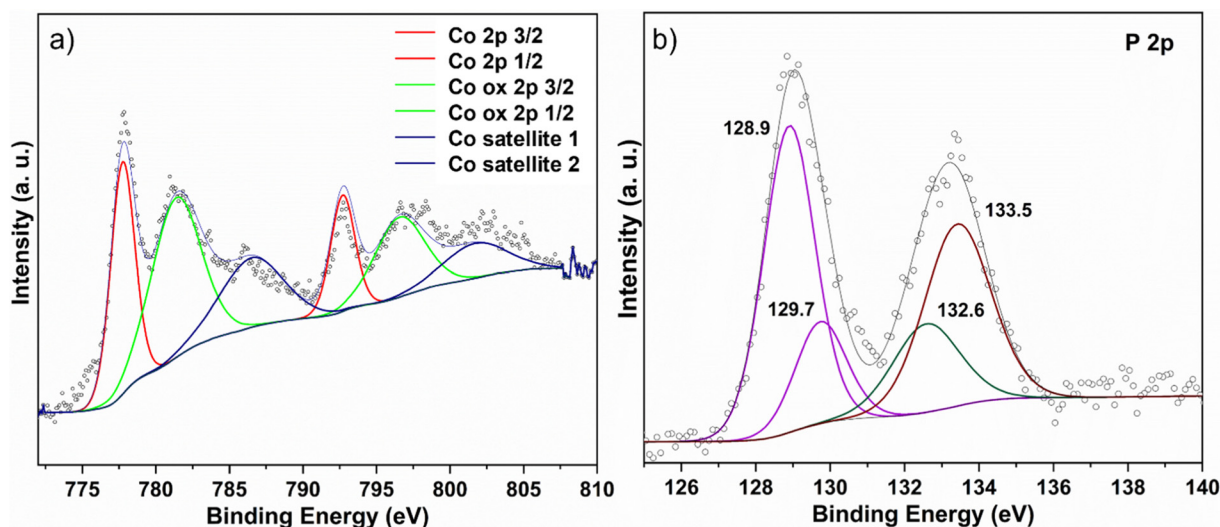 a)
Co 2p 3/2
Co 2p 1/2
Co ox 2p 3/2
Co ox 2p 1/2
Co satellite 1
Co satellite 2
Intensity (a. u.)
775 780 785 790 795 800 805 810
Binding Energy (eV)
b)
P 2p
128.9
129.7
133.5
132.6
Intensity (a. u.)
126 128 130 132 134 136 138 140
Binding Energy (eV)